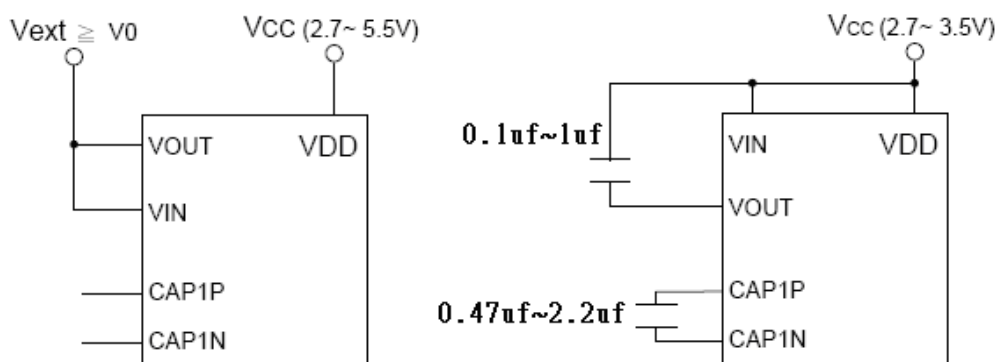 Vext ≧ V0
VCC (2.7~ 5.5V)
VOUT
VDD
VIN
CAP1P
CAP1N
Vcc (2.7~ 3.5V)
0.1uf~1uf
VIN
VDD
VOUT
0.47uf~2.2uf
CAP1P
CAP1N